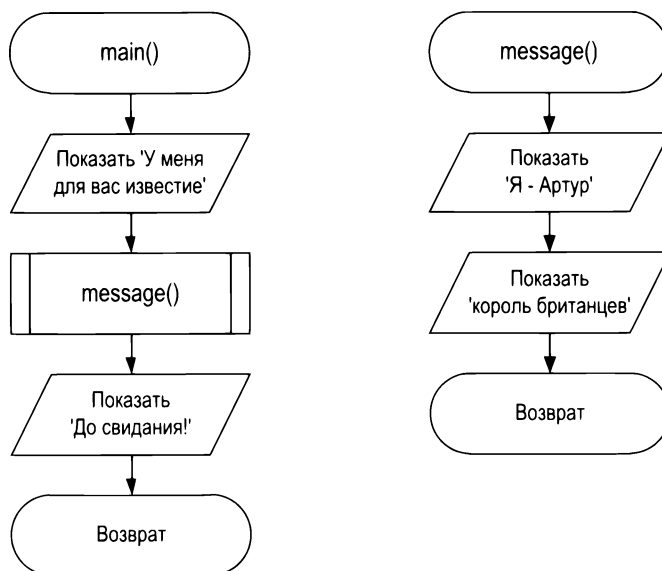 main()
Показать 'У меня
для вас известие'
message()
Показать
'До свидания!'
Возврат
message()
Показать
'Я - Артур'
Показать
'король британцев'
Возврат